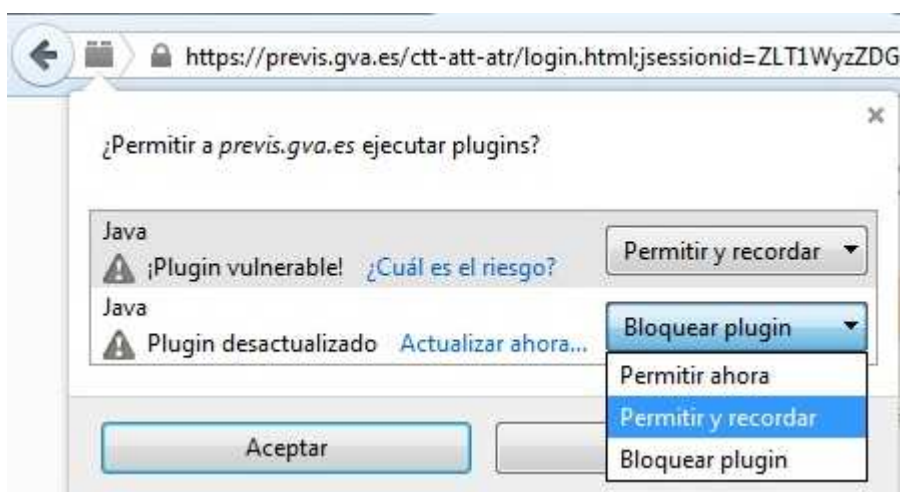 https://previs.gva.es/ctt-att-atr/login.html;jsessionid=ZLT1WyzZDG
¿Permitir a previs.gva.es ejecutar plugins?
Java
¡Plugin vulnerable! ¿Cuál es el riesgo?
Permitir y recordar
Java
Plugin desactualizado Actualizar ahora...
Bloquear plugin
Permitir ahora
Permitir y recordar
Bloquear plugin
Aceptar